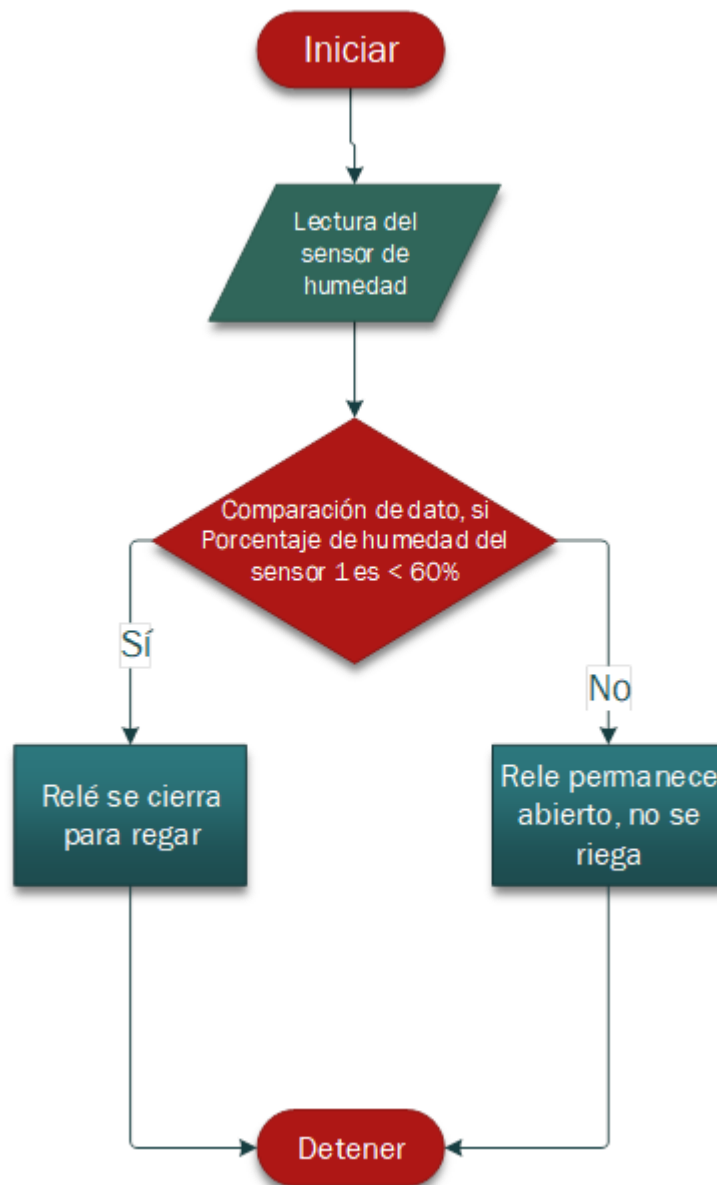 Iniciar
Lectura del
sensor de
humedad
Comparación de dato, si
Porcentaje de humedad del
sensor 1 es < 60%
Sí
No
Relé se cierra
para regar
Rele permanece
abierto, no se
riega
Detener